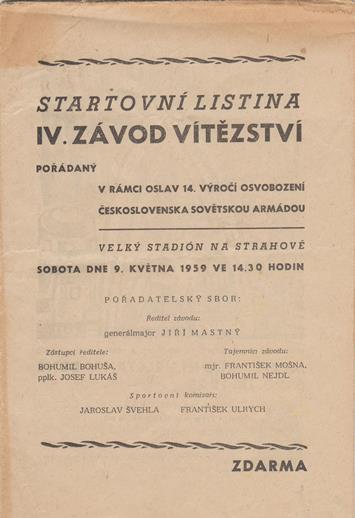 STARTOVNÍ LISTINA
IV. ZÁVOD VÍTĚZSTVÍ
POŘÁDANÝ
V RÁMCI OSLAV 14. VÝROČÍ OSVOBOZENÍ
ČESKOSLOVENSKA SOVĚTSKOU ARMÁDOU
VELKÝ STADIÓN NA STRAHOVĚ
SOBOTA DNE 9. KVĚTNA 1959 VE 14.30 HODIN
POŘADATELSKÝ SBOR:
Ředitel závodu:
generálmajor JIŘÍ MASTNÝ
Zástupci ředitele:
BOHUMIL BOHUŠA,
pplk. JOSEF LUKÁŠ
Tajemníci závodu:
mjr. FRANTIŠEK MOŠNA,
BOHUMIL NEJDL
Sportovní komisaři:
JAROSLAV ŠVEHLA FRANTIŠEK ULRYCH
ZDARMA